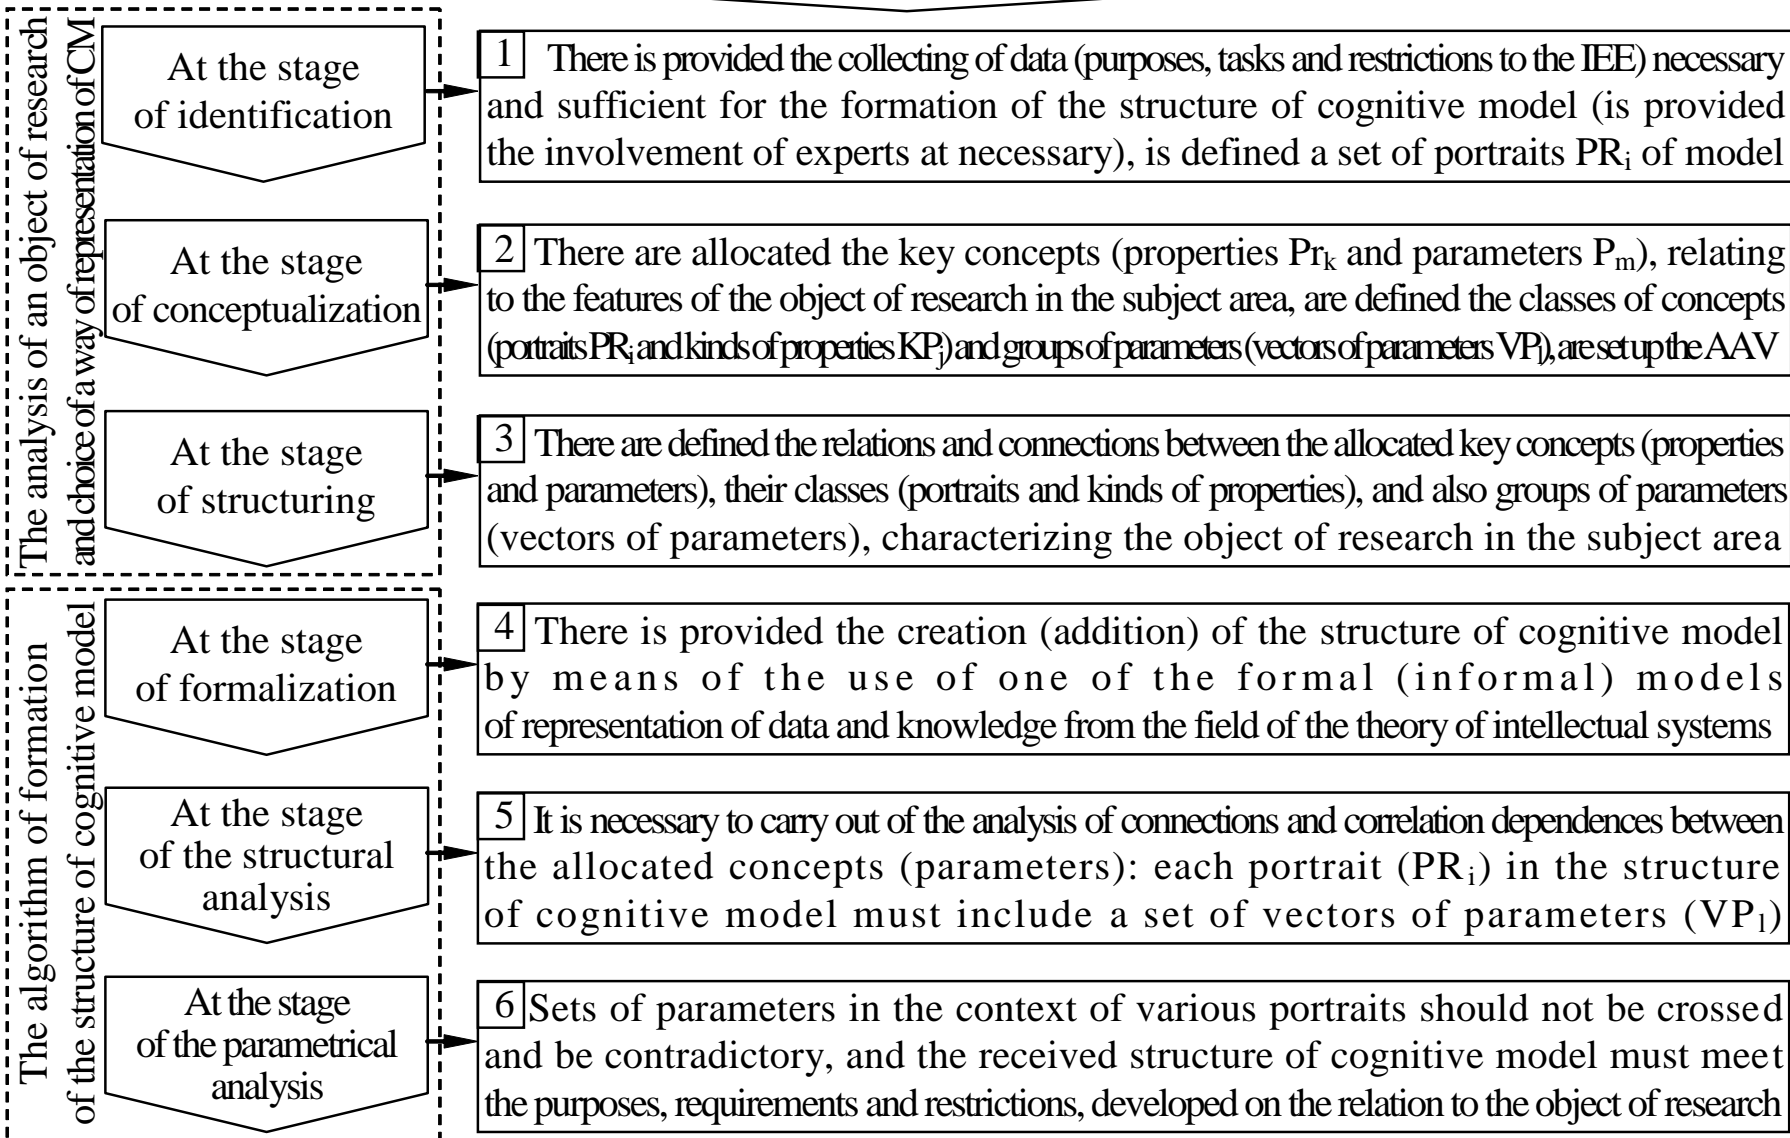 The analysis of an object of research
and choice of a way of representation of CM
At the stage
of identification
1 There is provided the collecting of data (purposes, tasks and restrictions to the IEE) necessary
and sufficient for the formation of the structure of cognitive model (is provided
the involvement of experts at necessary), is defined a set of portraits PRi of model
At the stage
of conceptualization
2 There are allocated the key concepts (properties Prk and parameters Pm), relating
to the features of the object of research in the subject area, are defined the classes of concepts
(portraits PRi and kinds of properties KPj) and groups of parameters (vectors of parameters VPl), are set up the AAV
At the stage
of structuring
3 There are defined the relations and connections between the allocated key concepts (properties
and parameters), their classes (portraits and kinds of properties), and also groups of parameters
(vectors of parameters), characterizing the object of research in the subject area
The algorithm of formation
of the structure of cognitive model
At the stage
of formalization
4 There is provided the creation (addition) of the structure of cognitive model
by means of the use of one of the formal (informal) models
of representation of data and knowledge from the field of the theory of intellectual systems
At the stage
of the structural
analysis
5 It is necessary to carry out of the analysis of connections and correlation dependences between
the allocated concepts (parameters): each portrait (PRi) in the structure
of cognitive model must include a set of vectors of parameters (VPl)
At the stage
of the parametrical
analysis
6 Sets of parameters in the context of various portraits should not be crossed
and be contradictory, and the received structure of cognitive model must meet
the purposes, requirements and restrictions, developed on the relation to the object of research